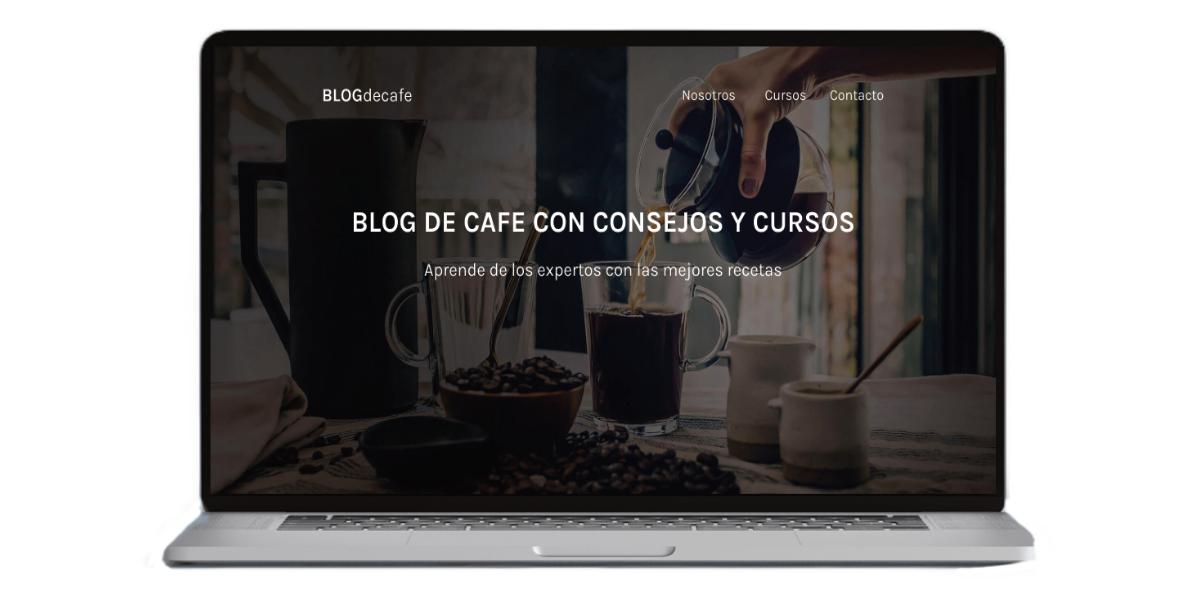 BLOGdecafe
Nosotros Cursos Contacto
BLOG DE CAFE CON CONSEJOS Y CURSOS
Aprende de los expertos con las mejores recetas